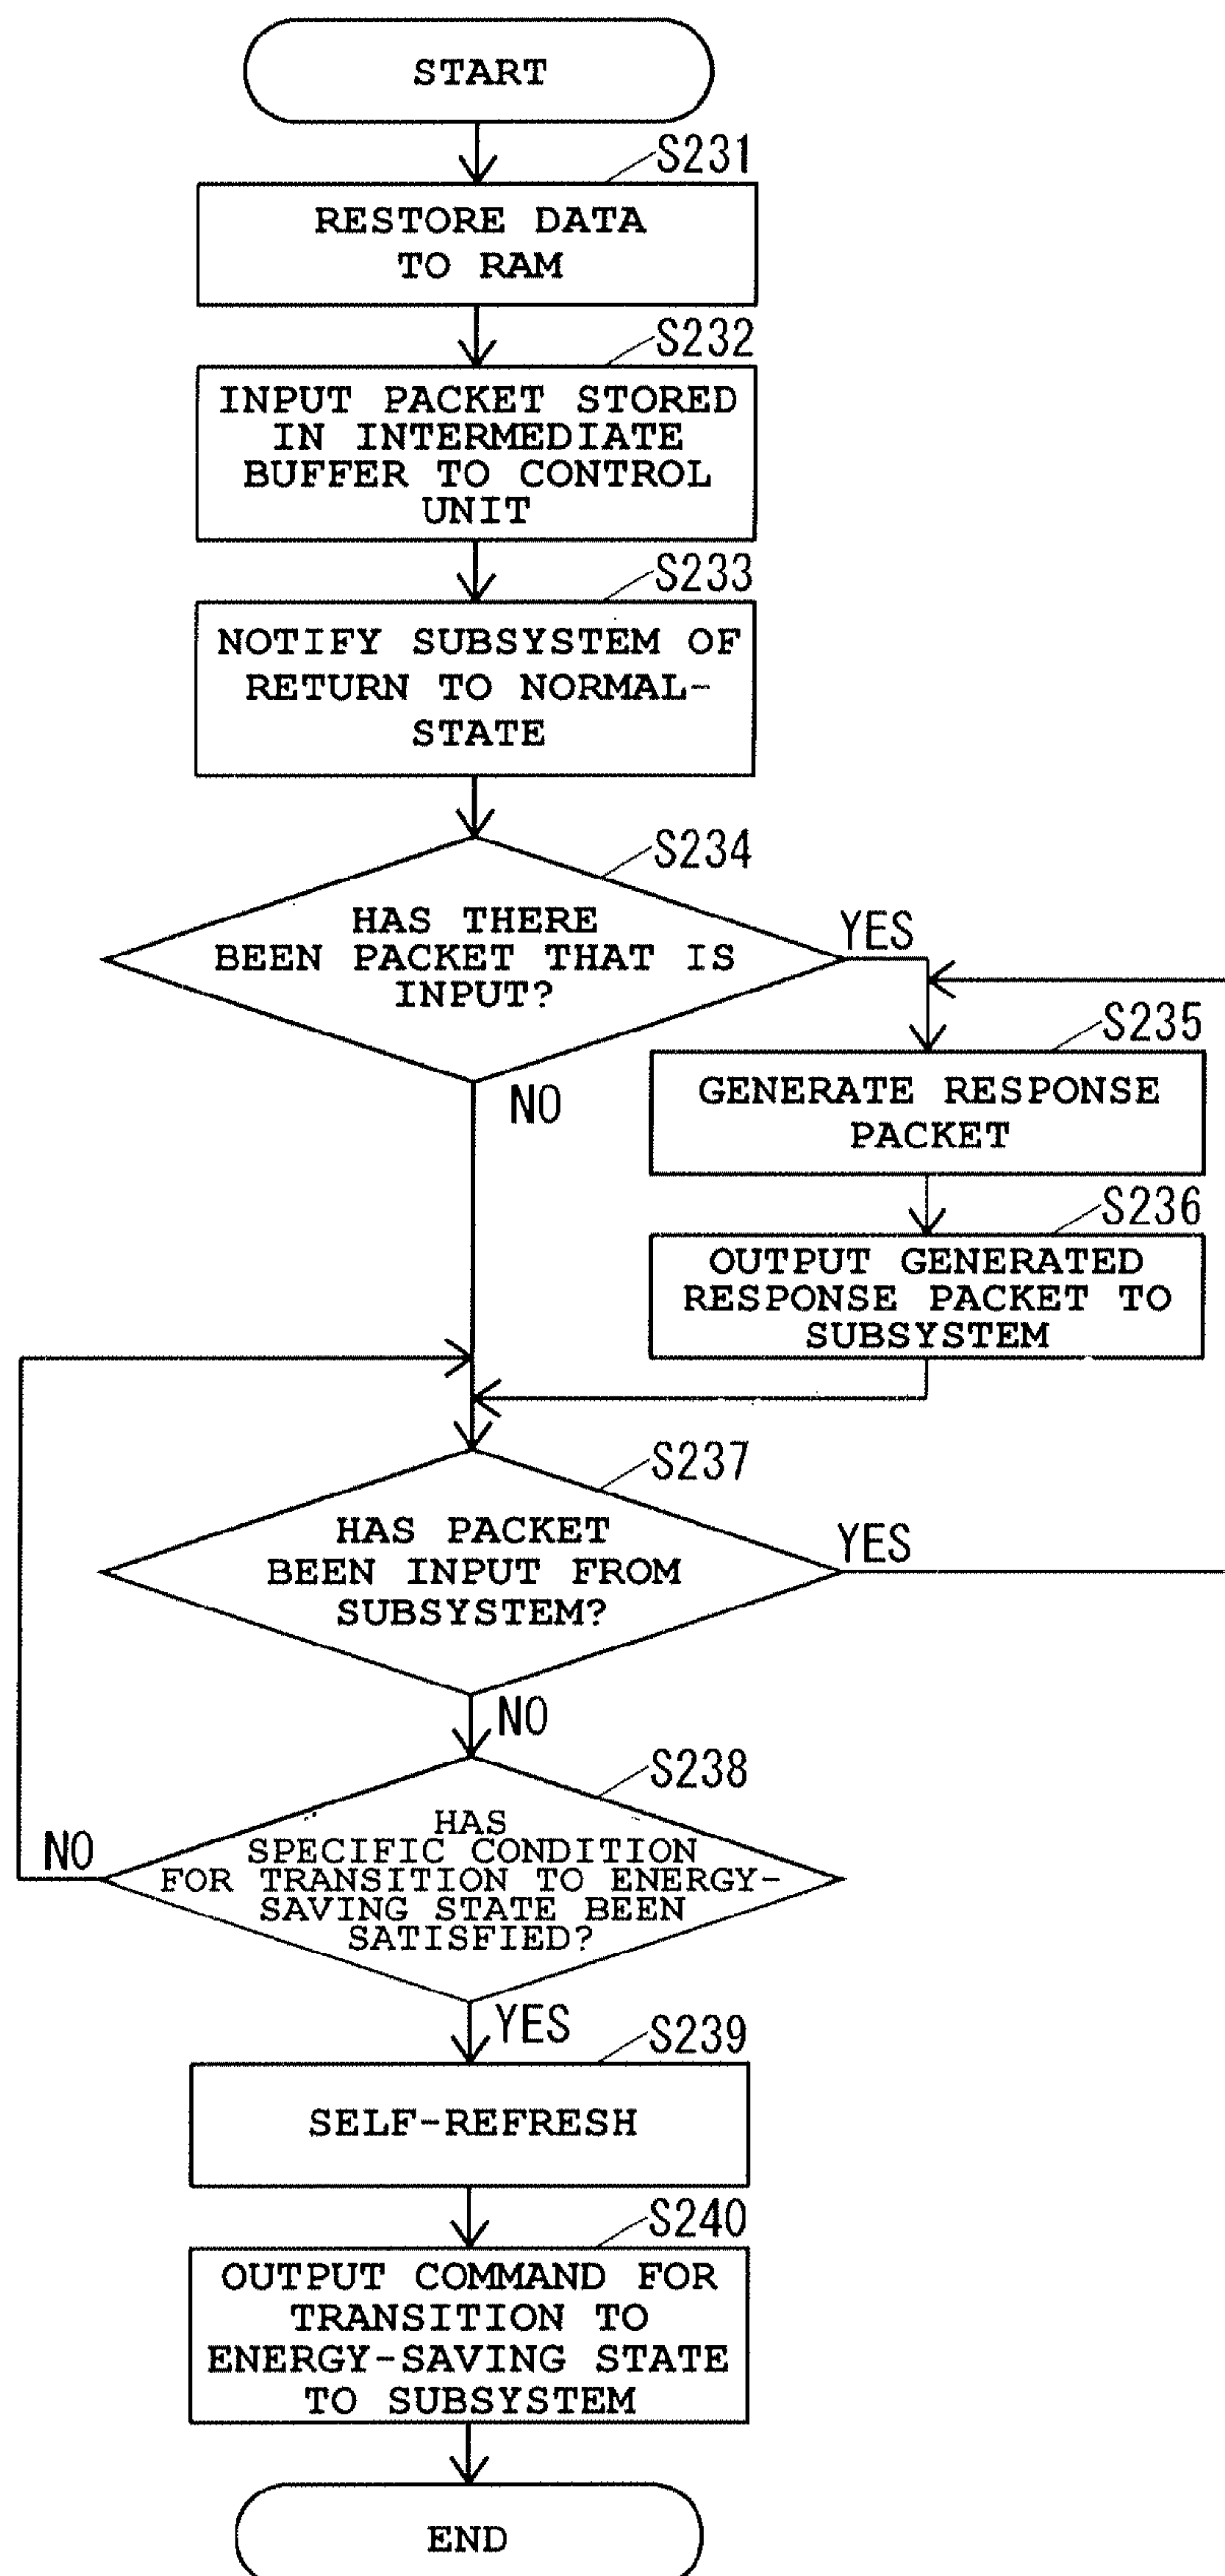 START
S231
RESTORE DATA
TO RAM
S232
INPUT PACKET STORED
IN INTERMEDIATE
BUFFER TO CONTROL
UNIT
S233
NOTIFY SUBSYSTEM OF
RETURN TO NORMAL-
STATE
S234
HAS THERE
BEEN PACKET THAT IS
INPUT?
YES
NO
S235
GENERATE RESPONSE
PACKET
S236
OUTPUT GENERATED
RESPONSE PACKET TO
SUBSYSTEM
S237
HAS PACKET
BEEN INPUT FROM
SUBSYSTEM?
YES
NO
S238
HAS
SPECIFIC CONDITION
FOR TRANSITION TO ENERGY-
SAVING STATE BEEN
SATISFIED?
NO
YES
S239
SELF-REFRESH
S240
OUTPUT COMMAND FOR
TRANSITION TO
ENERGY-SAVING STATE
TO SUBSYSTEM
END